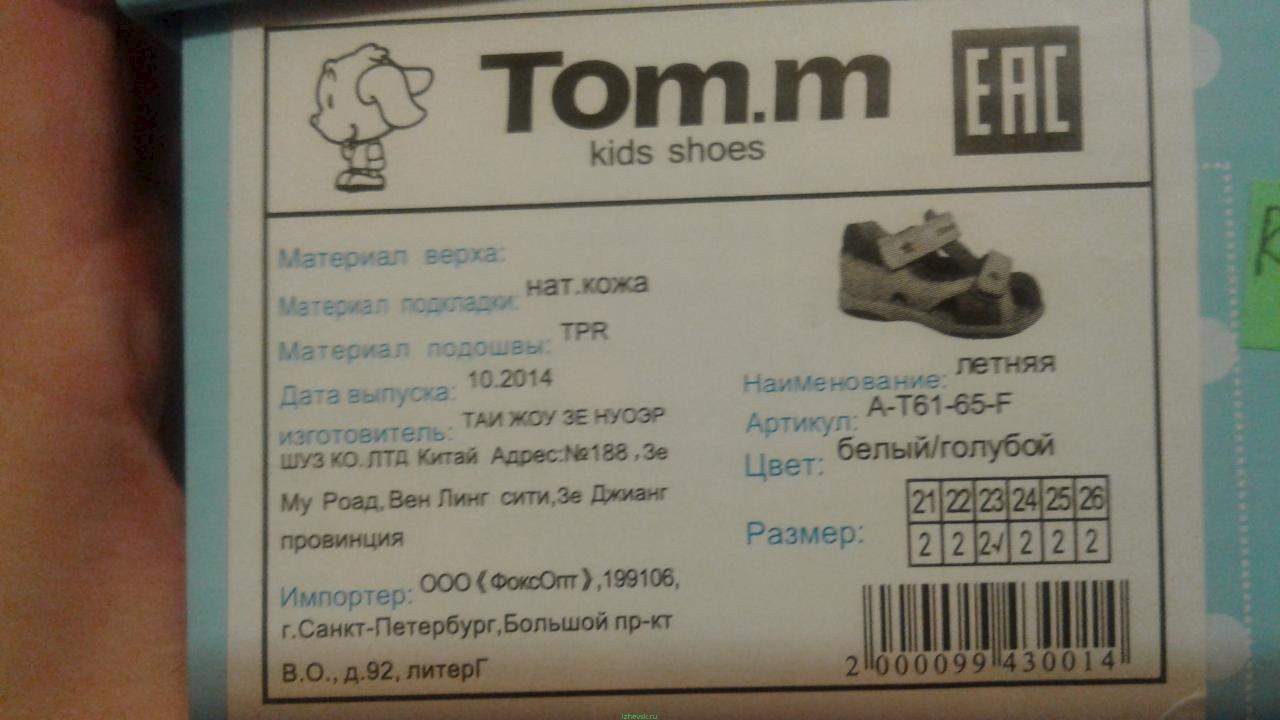 Tom.m
kids shoes
EAC
Материал верха:
Материал подкладки: нат.кожа
Материал подошвы: TPR
Дата выпуска: 10.2014
изготовитель: ТАИ ЖОУ ЗЕ НУОЭР
ШУЗ КО.ЛТД Китай Адрес:№188 ,Зе
Му Роад,Вен Линг сити,Зе Джианг
провинция
Импортер: ООО《ФоксОпт》,199106,
г.Санкт-Петербург,Большой пр-кт
В.О., д.92, литерГ
Наименование: летняя
Артикул: A-T61-65-F
Цвет: белый/голубой
21 22 23 24 25 26
Размер: 2 2 2√ 2 2 2
2 000099 430014
izhevsk.ru